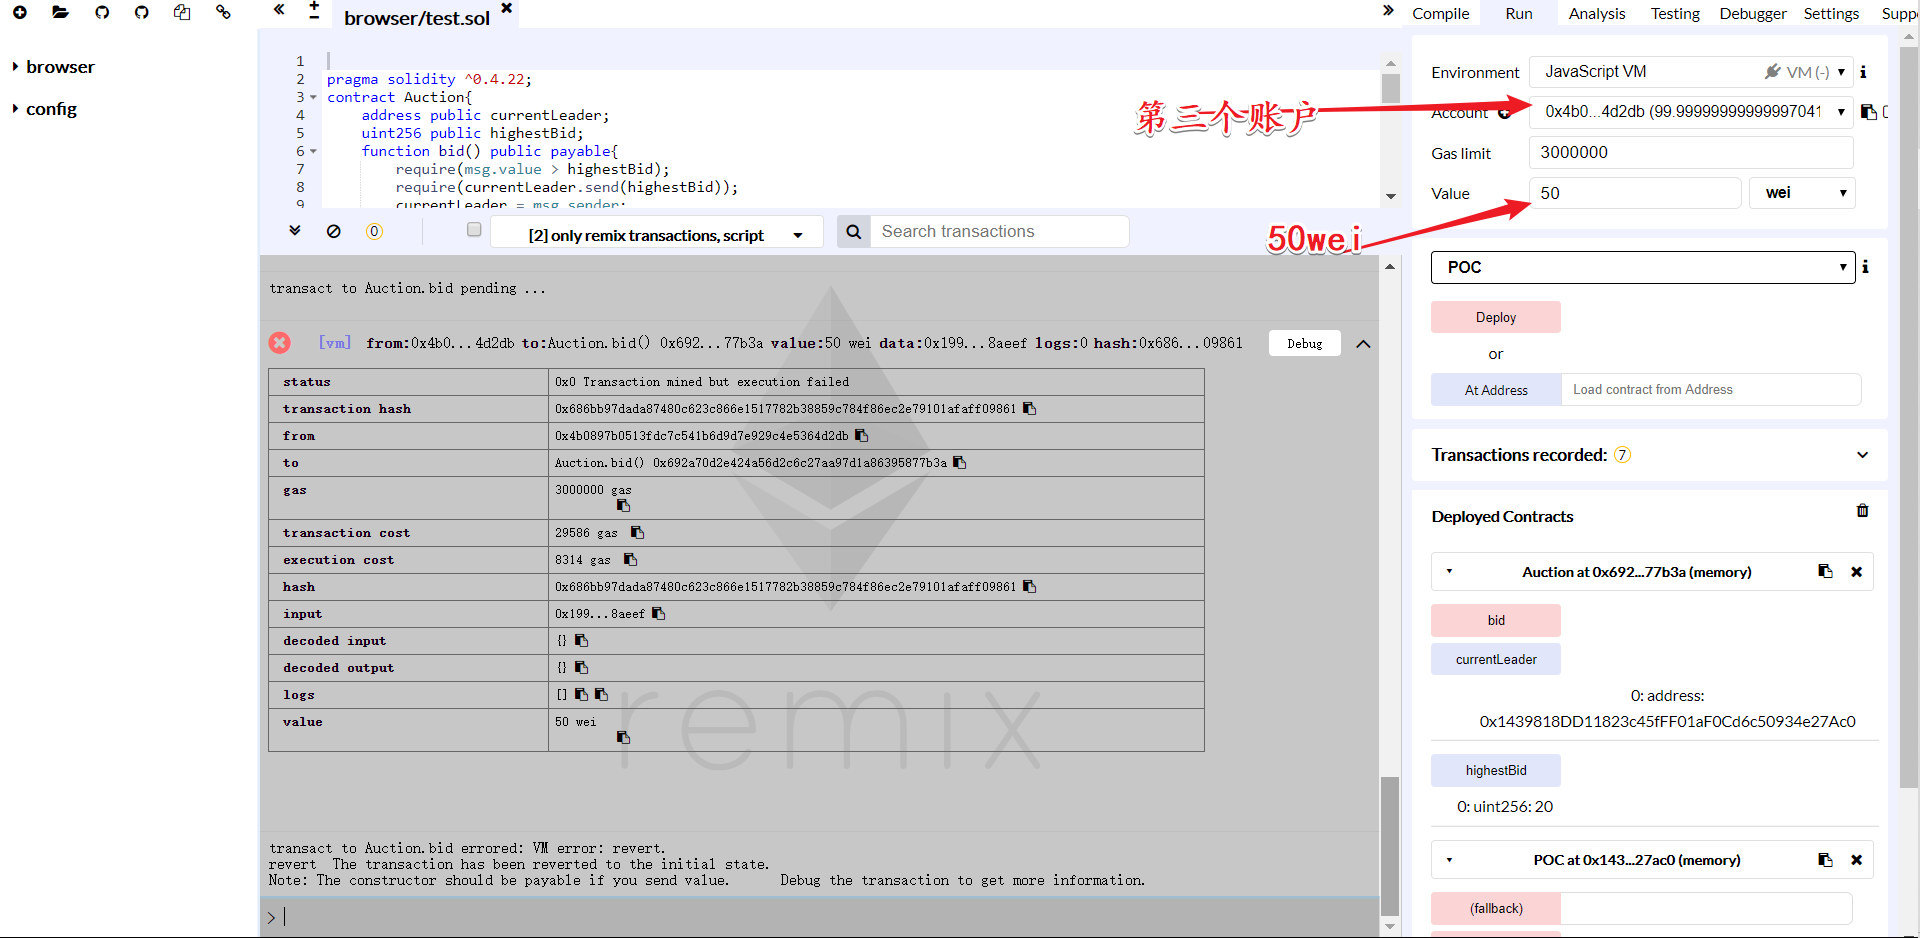 browser
config
browser/test.sol
1
2 pragma solidity ^0.4.22;
3 contract Auction{
4 address public currentLeader;
5 uint256 public highestBid;
6 function bid() public payable{
7 require(msg.value > highestBid);
8 require(currentLeader.send(highestBid));
9 currentLeader = msg.sender;
0 [2] only remix transactions, script Search transactions
transact to Auction.bid pending ...
[vm] from:0x4b0...4d2db to:Auction.bid() 0x692...77b3a value:50 wei data:0x199...8aeef logs:0 hash:0x686...09861 Debug
status 0x0 Transaction mined but execution failed
transaction hash 0x686bb97dada87480c623c866e1517782b38859c784f86ec2e79101afaff09861
from 0x4b0897b0513fdc7c541b6d9d7e929c4e5364d2db
to Auction.bid() 0x692a70d2e424a56d2c6c27aa97d1a86395877b3a
gas 3000000 gas
transaction cost 29586 gas
execution cost 8314 gas
hash 0x686bb97dada87480c623c866e1517782b38859c784f86ec2e79101afaff09861
input 0x199...8aeef
decoded input {}
decoded output {}
logs []
value 50 wei
remix
transact to Auction.bid errored: VM error: revert.
revert The transaction has been reverted to the initial state.
Note: The constructor should be payable if you send value. Debug the transaction to get more information.
>
Compile Run Analysis Testing Debugger Settings Supp
Environment JavaScript VM VM (-)
第三个账户
Account 0x4b0...4d2db (99.99999999999997041
Gas limit 3000000
Value 50 wei
50wei
POC
Deploy
or
At Address Load contract from Address
Transactions recorded: 7
Deployed Contracts
Auction at 0x692...77b3a (memory)
bid
currentLeader
0: address:
0x1439818DD11823c45fFF01aF0Cd6c50934e27Ac0
highestBid
0: uint256: 20
POC at 0x143...27ac0 (memory)
(fallback)